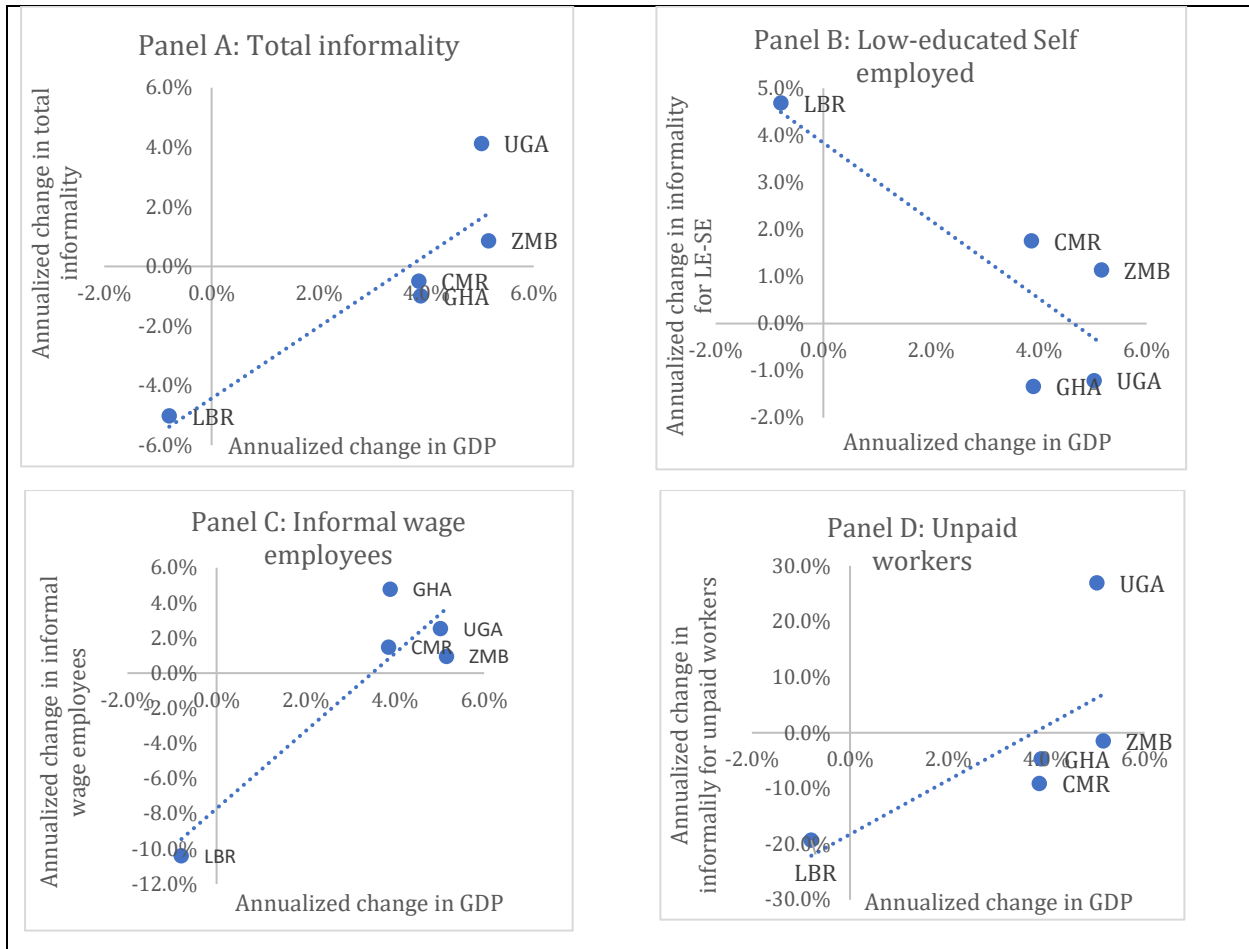 Panel A: Total informality
Annualized change in total
informality
6.0%
4.0%
2.0%
0.0%
-2.0%
-4.0%
-6.0%
-2.0%
0.0%
2.0%
4.0%
6.0%
UGA
ZMB
CMR
GHA
LBR
Annualized change in GDP
Panel B: Low-educated Self
employed
Annualized change in informality
for LE-SE
5.0%
4.0%
3.0%
2.0%
1.0%
0.0%
-1.0%
-2.0%
-2.0%
0.0%
2.0%
4.0%
6.0%
LBR
CMR
ZMB
GHA
UGA
Annualized change in GDP
Panel C: Informal wage
employees
Annualized change in informal
wage employees
6.0%
4.0%
2.0%
0.0%
-2.0%
-4.0%
-6.0%
-8.0%
-10.0%
-12.0%
-2.0%
0.0%
2.0%
4.0%
6.0%
GHA
UGA
CMR
ZMB
LBR
Annualized change in GDP
Panel D: Unpaid
workers
Annualized change in
informalily for unpaid workers
30.0%
20.0%
10.0%
0.0%
-10.0%
-20.0%
-30.0%
-2.0%
0.0%
2.0%
4.0%
6.0%
UGA
ZMB
GHA
CMR
LBR
Annualized change in GDP